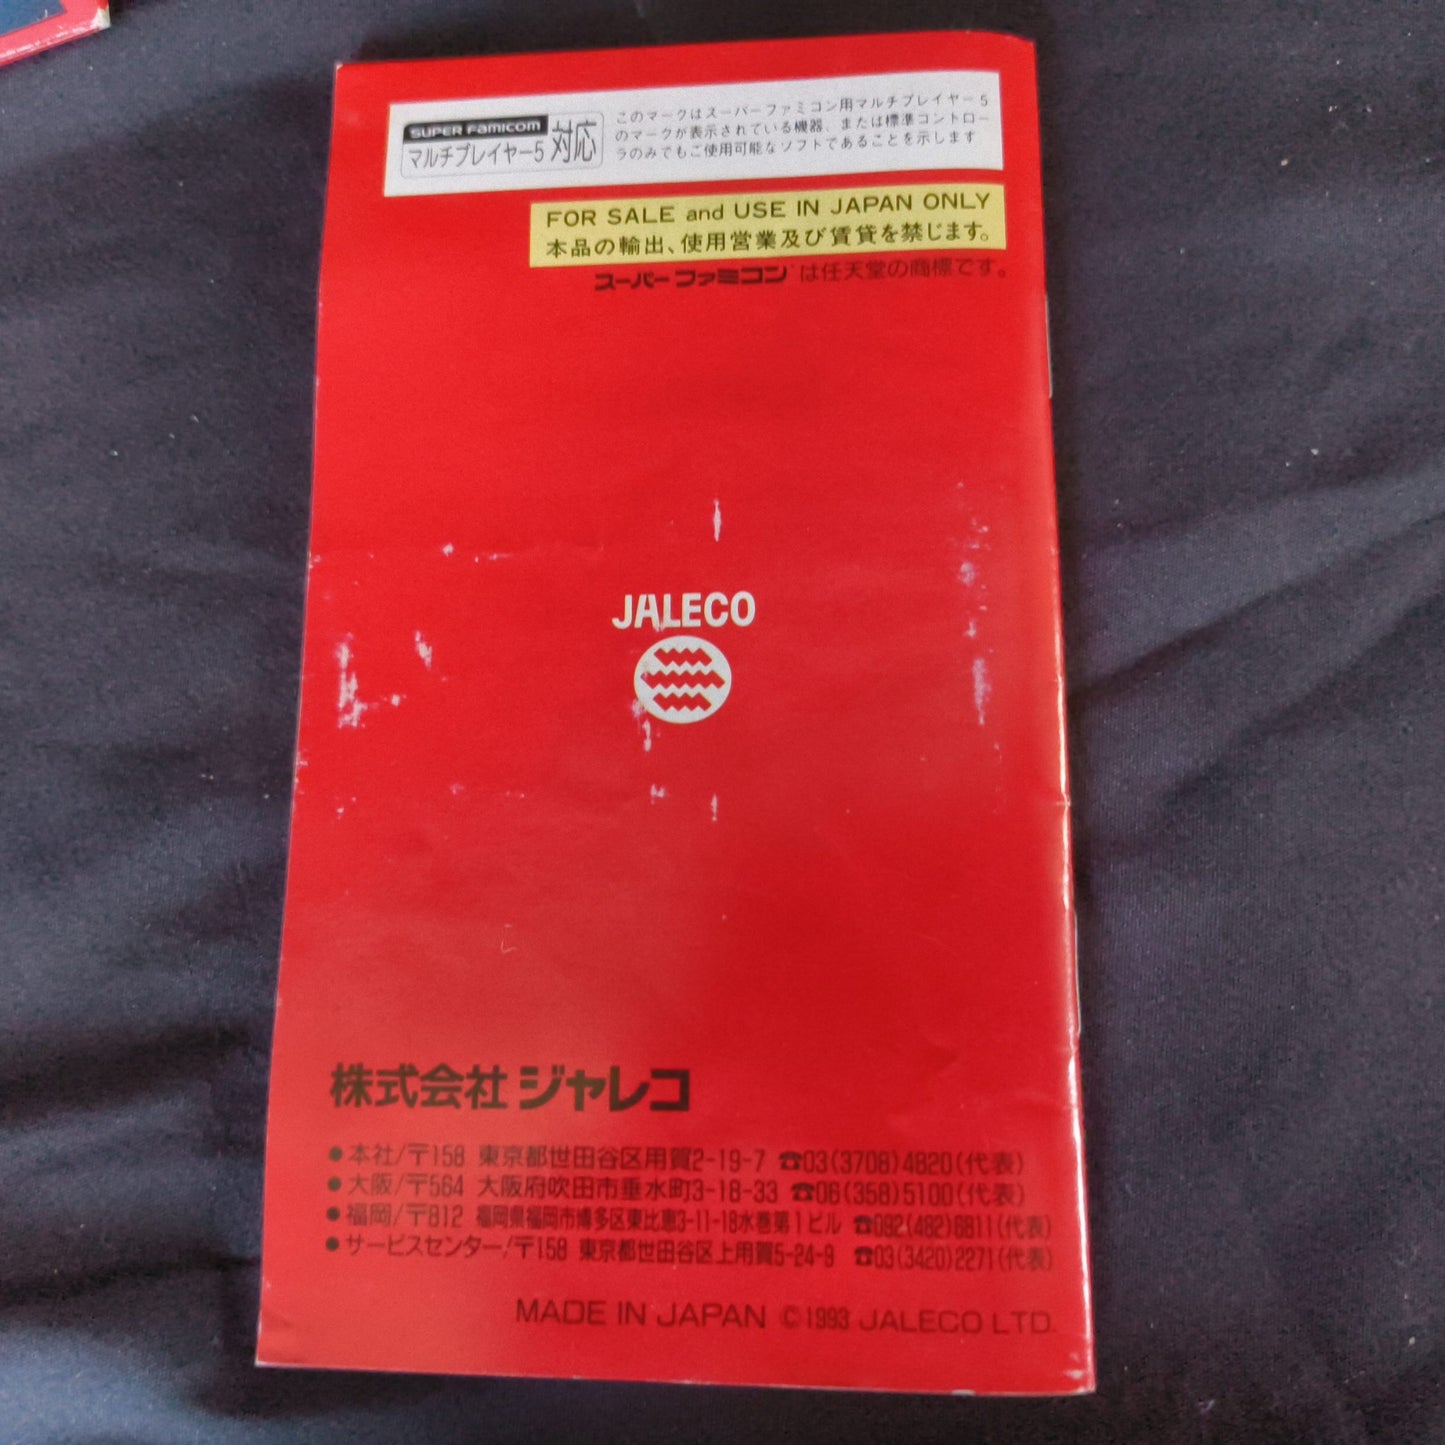 SUPER Famicom
マルチプレイヤー5 対応
このマークはスーパーファミコン用マルチプレイヤー5
のマークが表示されている機器、または標準コントロー
ラのみでもご使用可能なソフトであることを示します
FOR SALE and USE IN JAPAN ONLY
本品の輸出、使用営業及び賃貸を禁じます。
スーパーファミコンは任天堂の商標です。
JALECO
株式会社ジャレコ
●本社/〒158 東京都世田谷区用賀2-19-7 ☎03(3708)4820(代表)
●大阪/〒564 大阪府吹田市垂水町3-18-33 ☎06(358)5100(代表)
●福岡/〒812 福岡県福岡市博多区東比恵3-11-18水巻第1ビル ☎092(482)6811(代表)
●サービスセンター/〒158 東京都世田谷区上用賀5-24-9 ☎03(3420)2271(代表)
MADE IN JAPAN ©1993 JALECO LTD.